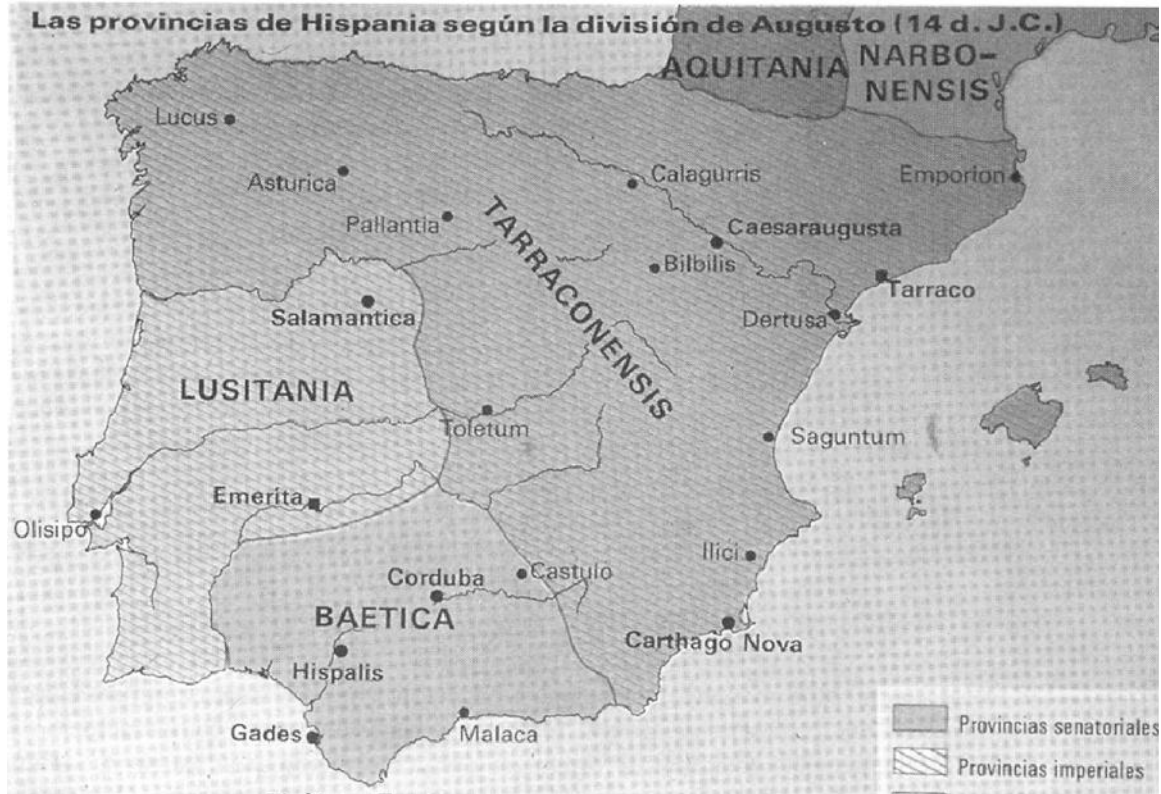 Las provincias de Hispania según la división de Augusto (14 d. J.C.)
AQUITANIA
NARBO-
NENSIS
Lucus
Asturica
Pallantia
Calagurris
Emporion
Caesaraugusta
Bilbilis
Tarraco
Dertusa
TARRACONENSIS
Salamantica
LUSITANIA
Toletum
Saguntum
Emerita
Olisipo
Ilici
Castulo
Corduba
BAETICA
Carthago Nova
Hispalis
Gades
Malaca
Provincias senatoriales
Provincias imperiales